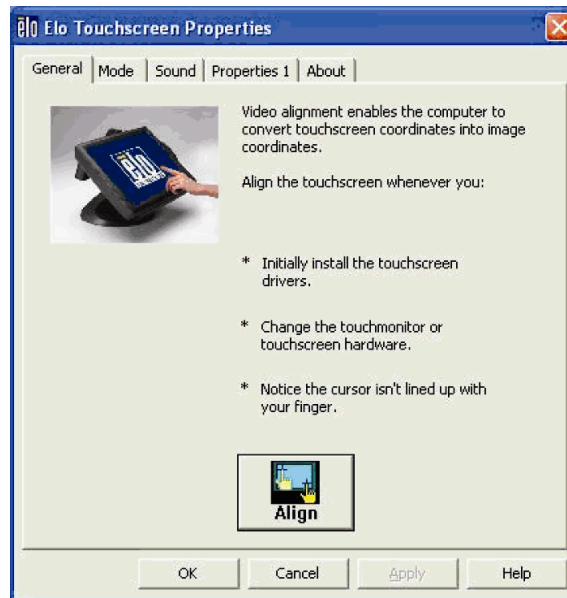 elo Elo Touchscreen Properties
General Mode Sound Properties 1 About
Video alignment enables the computer to
convert touchscreen coordinates into image
coordinates.
Align the touchscreen whenever you:
* Initially install the touchscreen
drivers.
* Change the touchmonitor or
touchscreen hardware.
* Notice the cursor isn't lined up with
your finger.
elo
Align
OK Cancel Apply Help